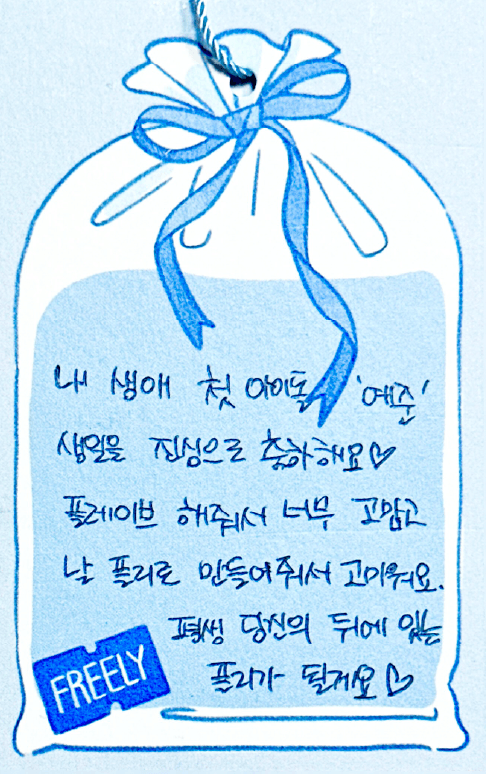 내 생애 첫 아이돌 '예준'
생일을 진심으로 축하해요♡
플레이브 해줘서 너무 고맙고
날 플리로 만들어줘서 고마워요.
평생 당신의 뒤에 있는
플리가 될게요♡
FREELY